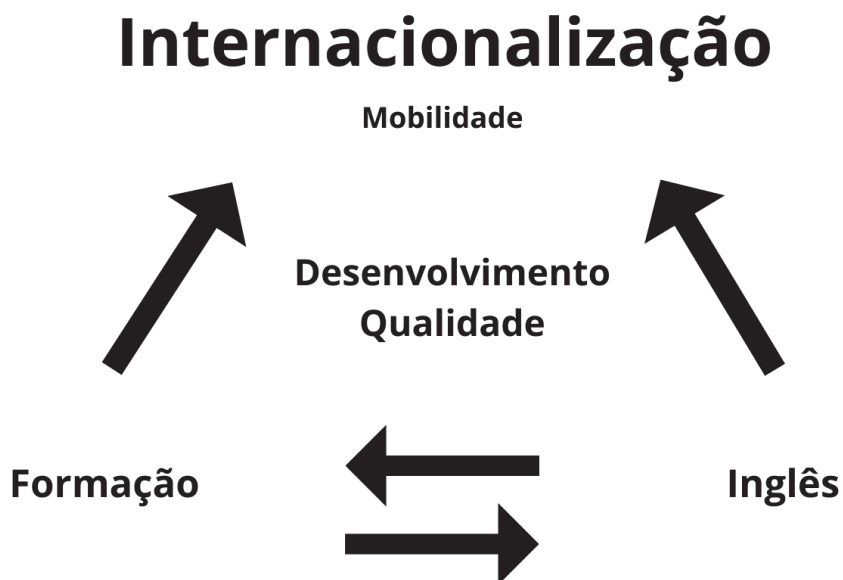 Internacionalização
Mobilidade
Desenvolvimento
Qualidade
Formação
Inglês